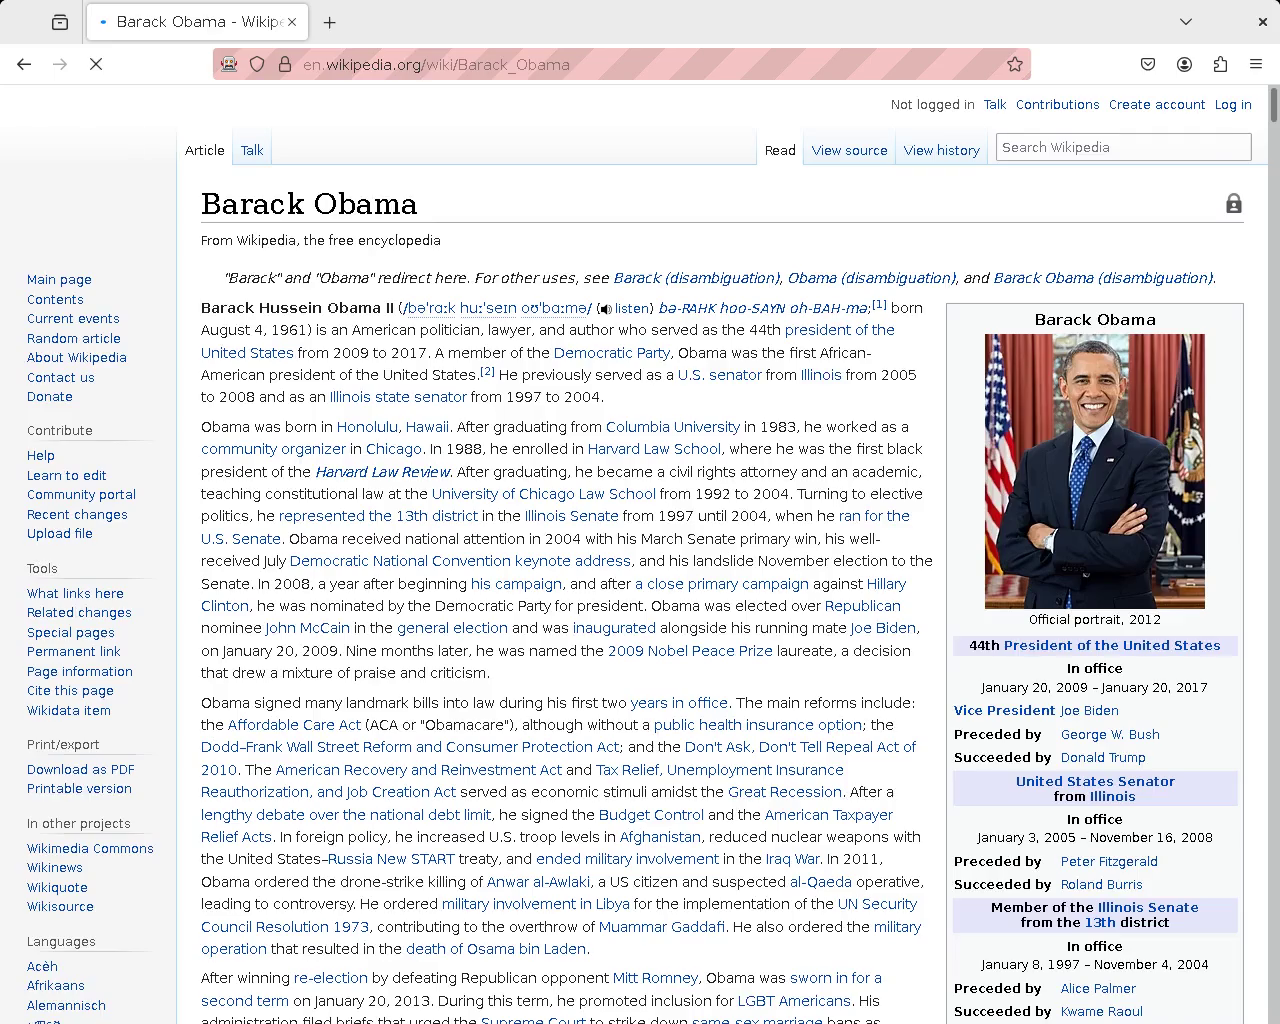 Barack Obama - Wikip
en.wikipedia.org/wiki/Barack_Obama
Not logged in Talk Contributions Create account Log in
Article Talk Read View source View history Search Wikipedia
Barack Obama
From Wikipedia, the free encyclopedia
"Barack" and "Obama" redirect here. For other uses, see Barack (disambiguation), Obama (disambiguation), and Barack Obama (disambiguation).
Main page
Contents
Current events
Random article
About Wikipedia
Contact us
Donate
Contribute
Help
Learn to edit
Community portal
Recent changes
Upload file
Tools
What links here
Related changes
Special pages
Permanent link
Page information
Cite this page
Wikidata item
Print/export
Download as PDF
Printable version
In other projects
Wikimedia Commons
Wikinews
Wikiquote
Wikisource
Languages
Acèh
Afrikaans
Alemannisch
Barack Hussein Obama II (/bəˈrɑːk huːˈseɪn oʊˈbɑːmə/ (listen) bə-RAHK hoo-SAYN oh-BAH-mə;[1] born
August 4, 1961) is an American politician, lawyer, and author who served as the 44th president of the
United States from 2009 to 2017. A member of the Democratic Party, Obama was the first African-
American president of the United States.[2] He previously served as a U.S. senator from Illinois from 2005
to 2008 and as an Illinois state senator from 1997 to 2004.
Obama was born in Honolulu, Hawaii. After graduating from Columbia University in 1983, he worked as a
community organizer in Chicago. In 1988, he enrolled in Harvard Law School, where he was the first black
president of the Harvard Law Review. After graduating, he became a civil rights attorney and an academic,
teaching constitutional law at the University of Chicago Law School from 1992 to 2004. Turning to elective
politics, he represented the 13th district in the Illinois Senate from 1997 until 2004, when he ran for the
U.S. Senate. Obama received national attention in 2004 with his March Senate primary win, his well-
received July Democratic National Convention keynote address, and his landslide November election to the
Senate. In 2008, a year after beginning his campaign, and after a close primary campaign against Hillary
Clinton, he was nominated by the Democratic Party for president. Obama was elected over Republican
nominee John McCain in the general election and was inaugurated alongside his running mate Joe Biden,
on January 20, 2009. Nine months later, he was named the 2009 Nobel Peace Prize laureate, a decision
that drew a mixture of praise and criticism.
Obama signed many landmark bills into law during his first two years in office. The main reforms include:
the Affordable Care Act (ACA or "Obamacare"), although without a public health insurance option; the
Dodd–Frank Wall Street Reform and Consumer Protection Act; and the Don't Ask, Don't Tell Repeal Act of
2010. The American Recovery and Reinvestment Act and Tax Relief, Unemployment Insurance
Reauthorization, and Job Creation Act served as economic stimuli amidst the Great Recession. After a
lengthy debate over the national debt limit, he signed the Budget Control and the American Taxpayer
Relief Acts. In foreign policy, he increased U.S. troop levels in Afghanistan, reduced nuclear weapons with
the United States–Russia New START treaty, and ended military involvement in the Iraq War. In 2011,
Obama ordered the drone-strike killing of Anwar al-Awlaki, a US citizen and suspected al-Qaeda operative,
leading to controversy. He ordered military involvement in Libya for the implementation of the UN Security
Council Resolution 1973, contributing to the overthrow of Muammar Gaddafi. He also ordered the military
operation that resulted in the death of Osama bin Laden.
After winning re-election by defeating Republican opponent Mitt Romney, Obama was sworn in for a
second term on January 20, 2013. During this term, he promoted inclusion for LGBT Americans. His
administration filed briefs that urged the Supreme Court to strike down same-sex marriage bans as
Barack Obama
Official portrait, 2012
44th President of the United States
In office
January 20, 2009 – January 20, 2017
Vice President Joe Biden
Preceded by George W. Bush
Succeeded by Donald Trump
United States Senator
from Illinois
In office
January 3, 2005 – November 16, 2008
Preceded by Peter Fitzgerald
Succeeded by Roland Burris
Member of the Illinois Senate
from the 13th district
In office
January 8, 1997 – November 4, 2004
Preceded by Alice Palmer
Succeeded by Kwame Raoul